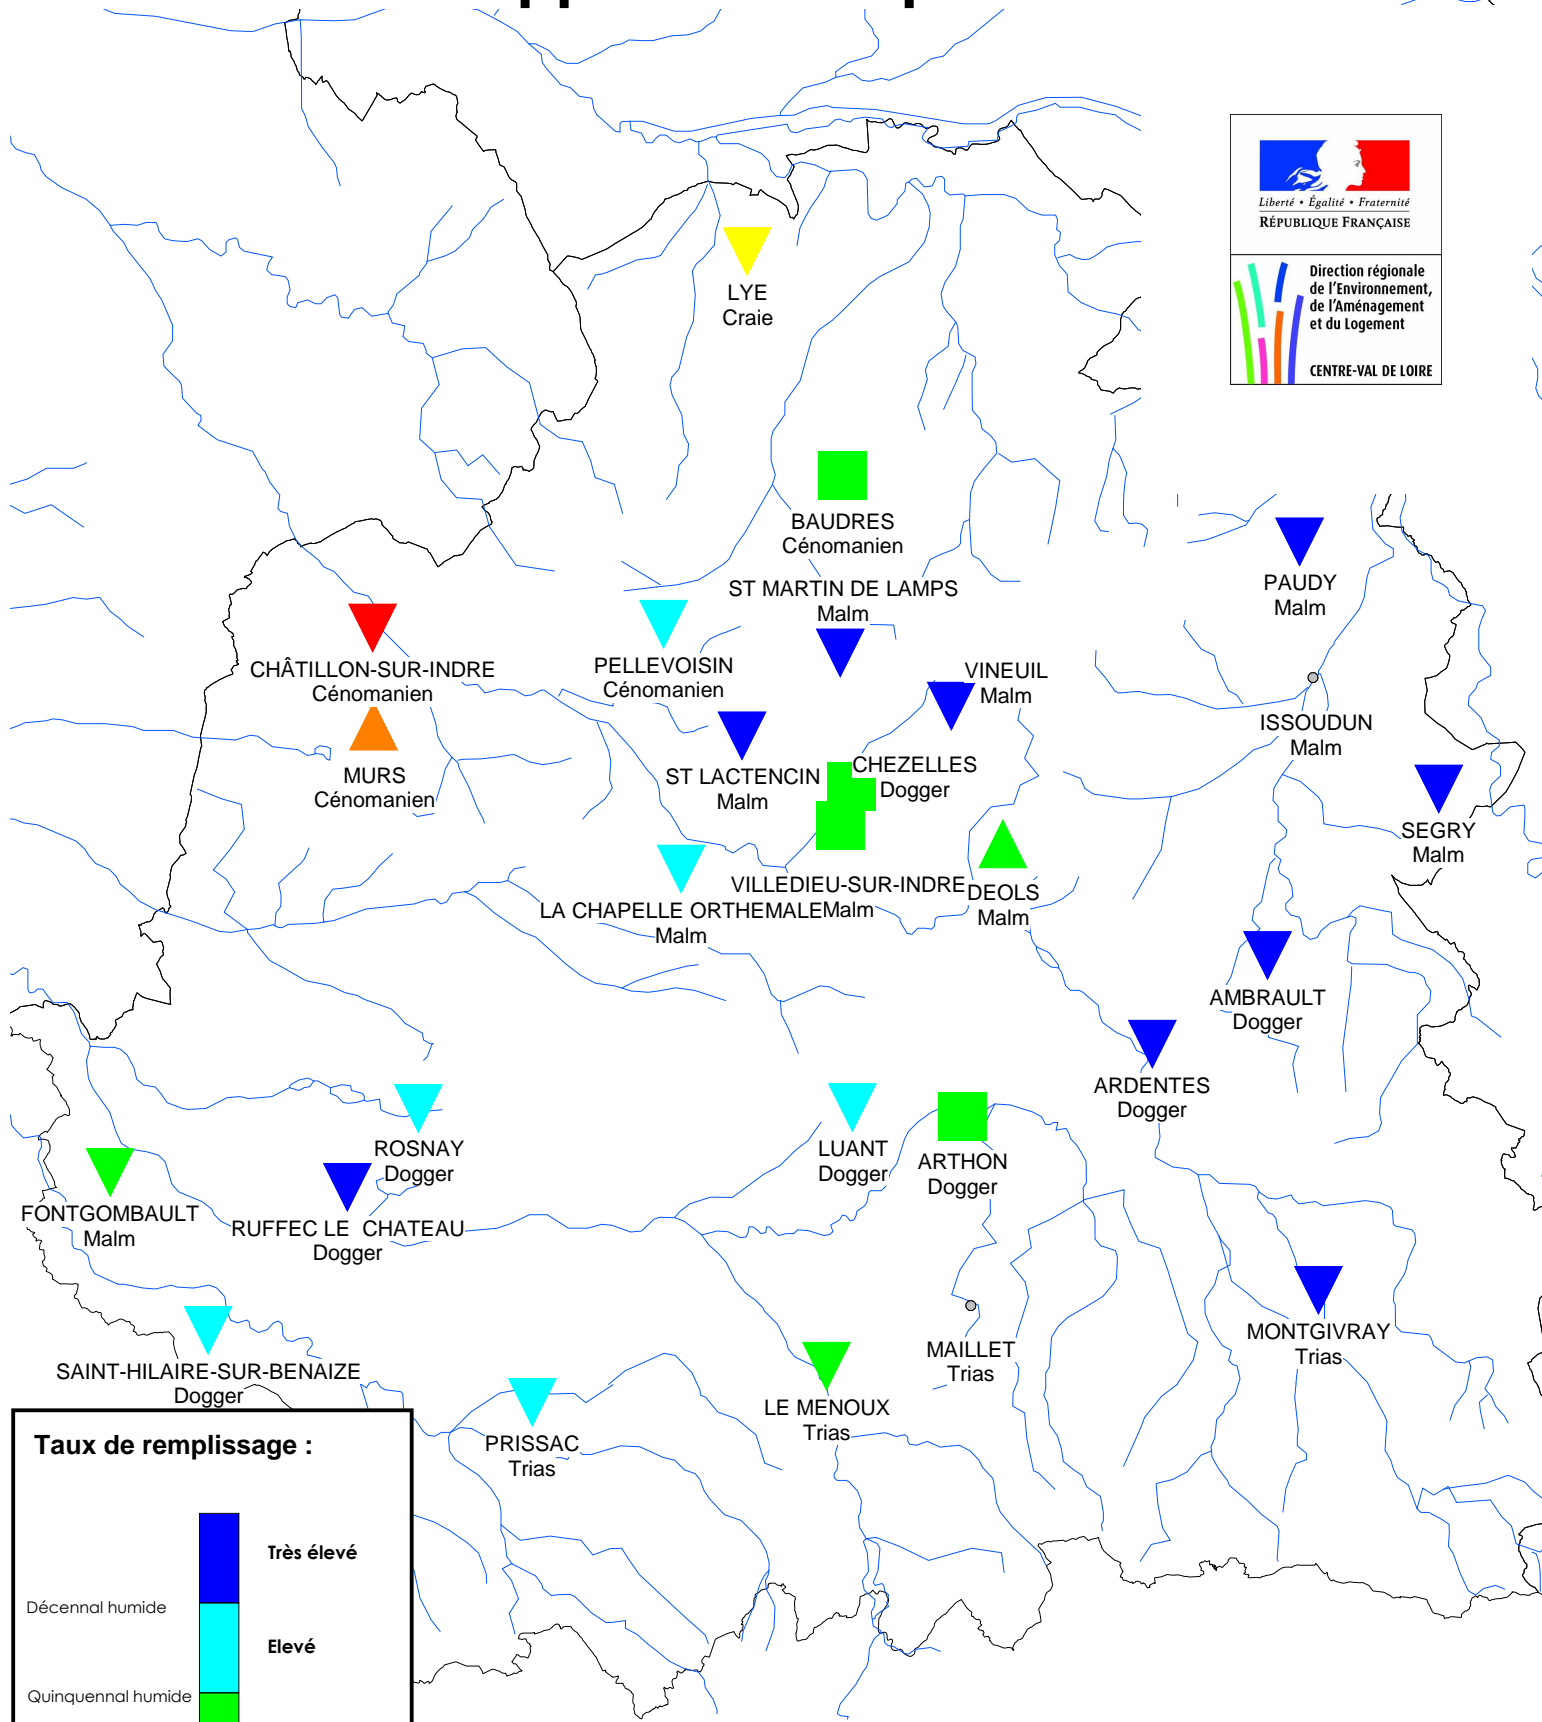 Liberté • Égalité • Fraternité
RÉPUBLIQUE FRANÇAISE
Direction régionale
de l'Environnement,
de l'Aménagement
et du Logement
CENTRE-VAL DE LOIRE
LYE
Craie
BAUDRES
Cénomanien
ST MARTIN DE LAMPS
Malm
PAUDY
Malm
CHÂTILLON-SUR-INDRE
Cénomanien
PELLEVOISIN
Cénomanien
VINEUIL
Malm
ISSOUDUN
Malm
MURS
Cénomanien
ST LACTENCIN
Malm
CHEZELLES
Dogger
SEGRY
Malm
VILLEDIEU-SUR-INDRE
Malm
DEOLS
Malm
LA CHAPELLE ORTHEMALE
Malm
AMBRAULT
Dogger
ARDENTES
Dogger
ROSNAY
Dogger
LUANT
Dogger
ARTHON
Dogger
FONTGOMBAULT
Malm
RUFFEC LE CHATEAU
Dogger
MONTGIVRAY
Trias
MAILLET
Trias
SAINT-HILAIRE-SUR-BENAIZE
Dogger
LE MENOUX
Trias
PRISSAC
Trias
Taux de remplissage :
Très élevé
Décennal humide
Elevé
Quinquennal humide